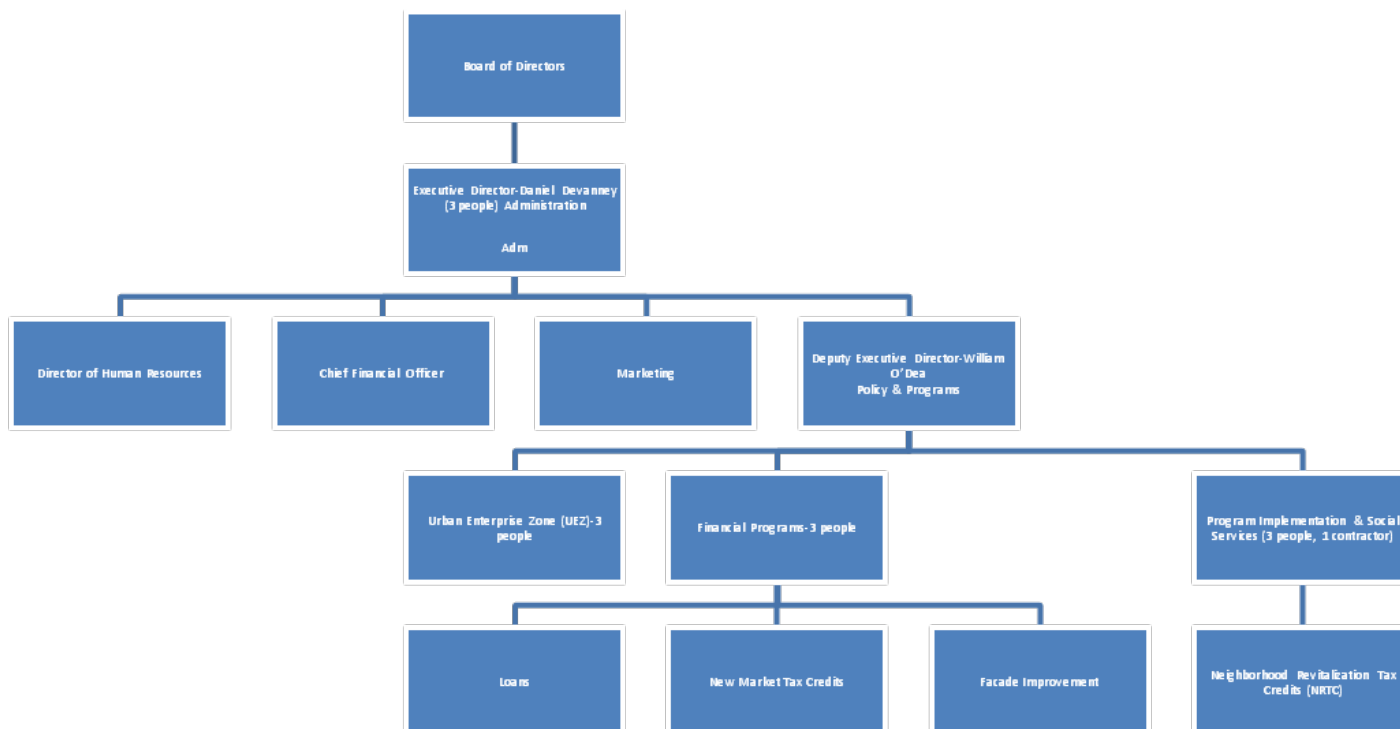 Board of Directors
Executive Director-Daniel Devanney
(3 people) Administration
Adm
Director of Human Resources
Chief Financial Officer
Marketing
Deputy Executive Director-William
O'Dea
Policy & Programs
Urban Enterprise Zone (UEZ)-3
people
Financial Programs-3 people
Program Implementation & Social
Services (3 people, 1 contractor)
Loans
New Market Tax Credits
Facade Improvement
Neighborhood Revitalization Tax
Credits (NRTC)